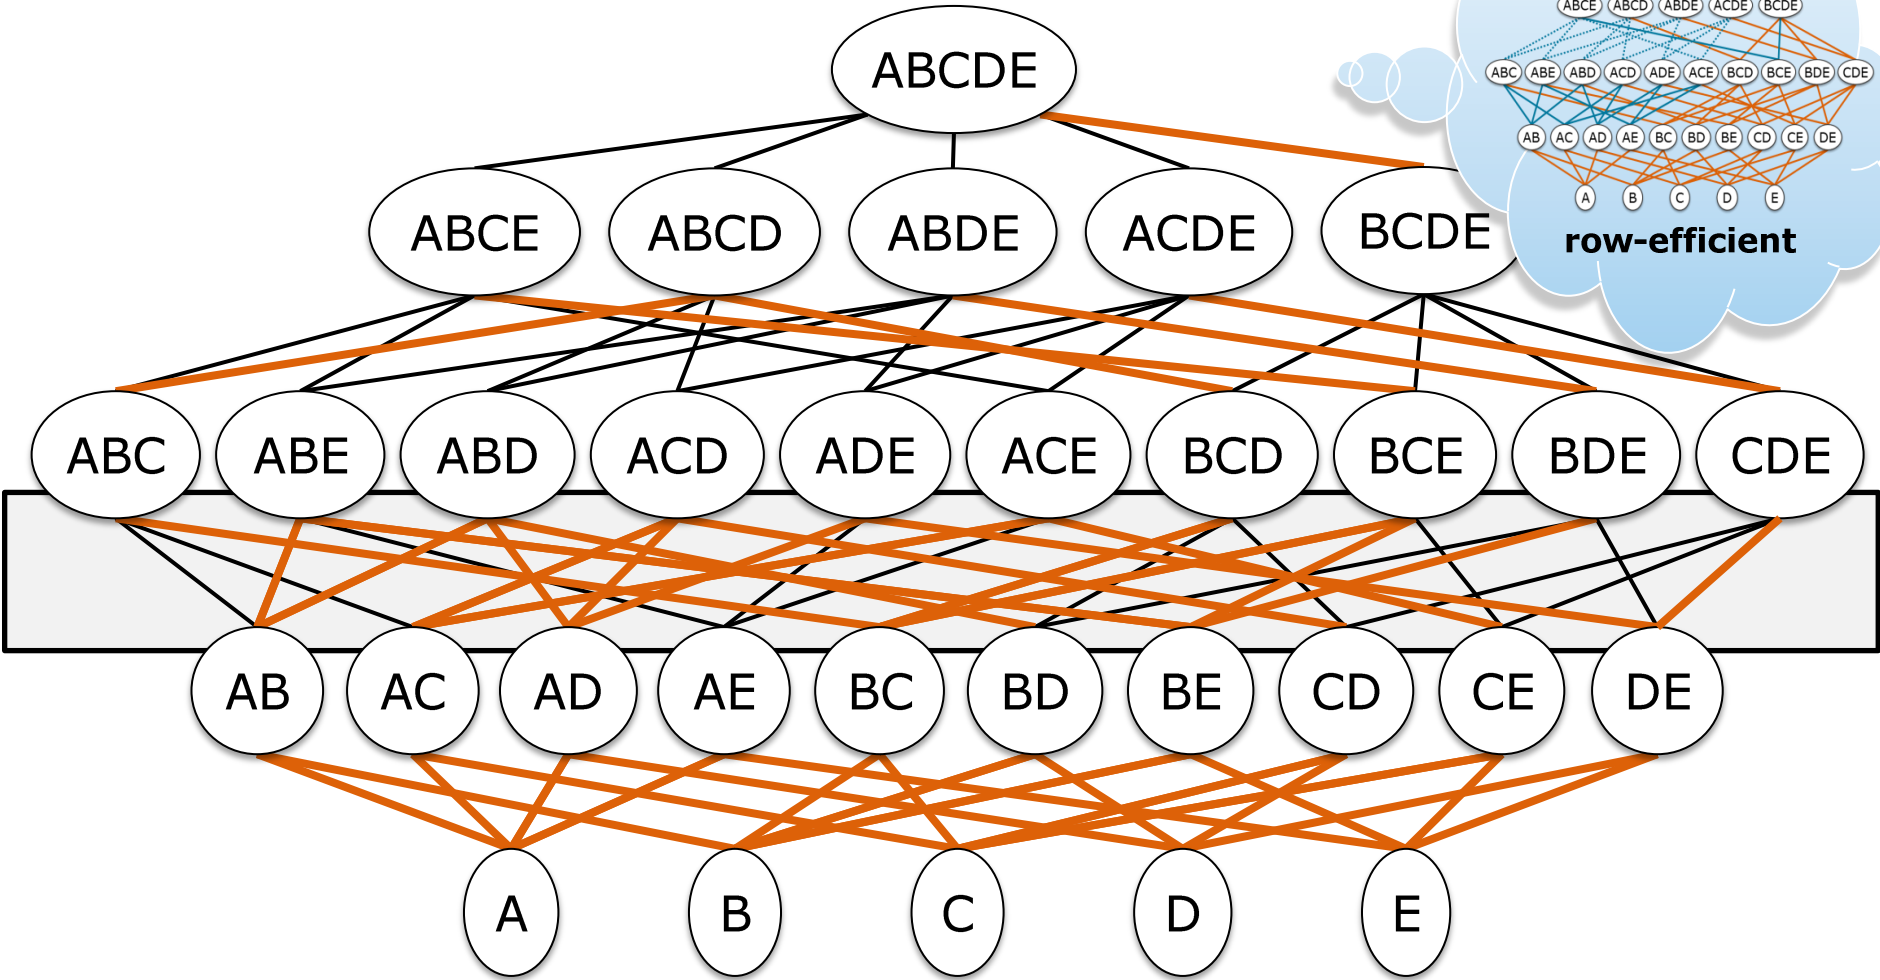 ABCE ABCD ABDE ACDE BCDE
ABCDE
ABC ABE ABD ACD ADE ACE BCD BCE BDE CDE
AB AC AD AE BC BD BE CD CE DE
A B C D E
row-efficient
ABCE ABCD ABDE ACDE BCDE
ABC ABE ABD ACD ADE ACE BCD BCE BDE CDE
AB AC AD AE BC BD BE CD CE DE
A B C D E